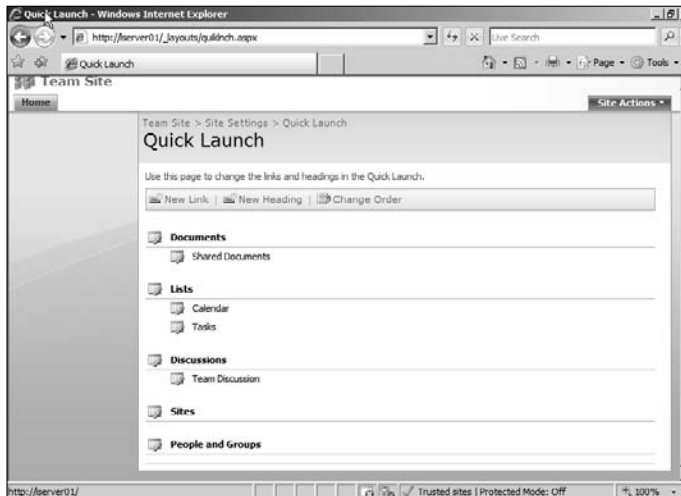 Quick Launch - Windows Internet Explorer
http://lserver01/_layouts/quiklnch.aspx
Live Search
Quick Launch
Page
Tools
Team Site
Home
Site Actions
Team Site > Site Settings > Quick Launch
Quick Launch
Use this page to change the links and headings in the Quick Launch.
New Link | New Heading | Change Order
Documents
Shared Documents
Lists
Calendar
Tasks
Discussions
Team Discussion
Sites
People and Groups
http://lserver01/
Trusted sites | Protected Mode: Off
100%